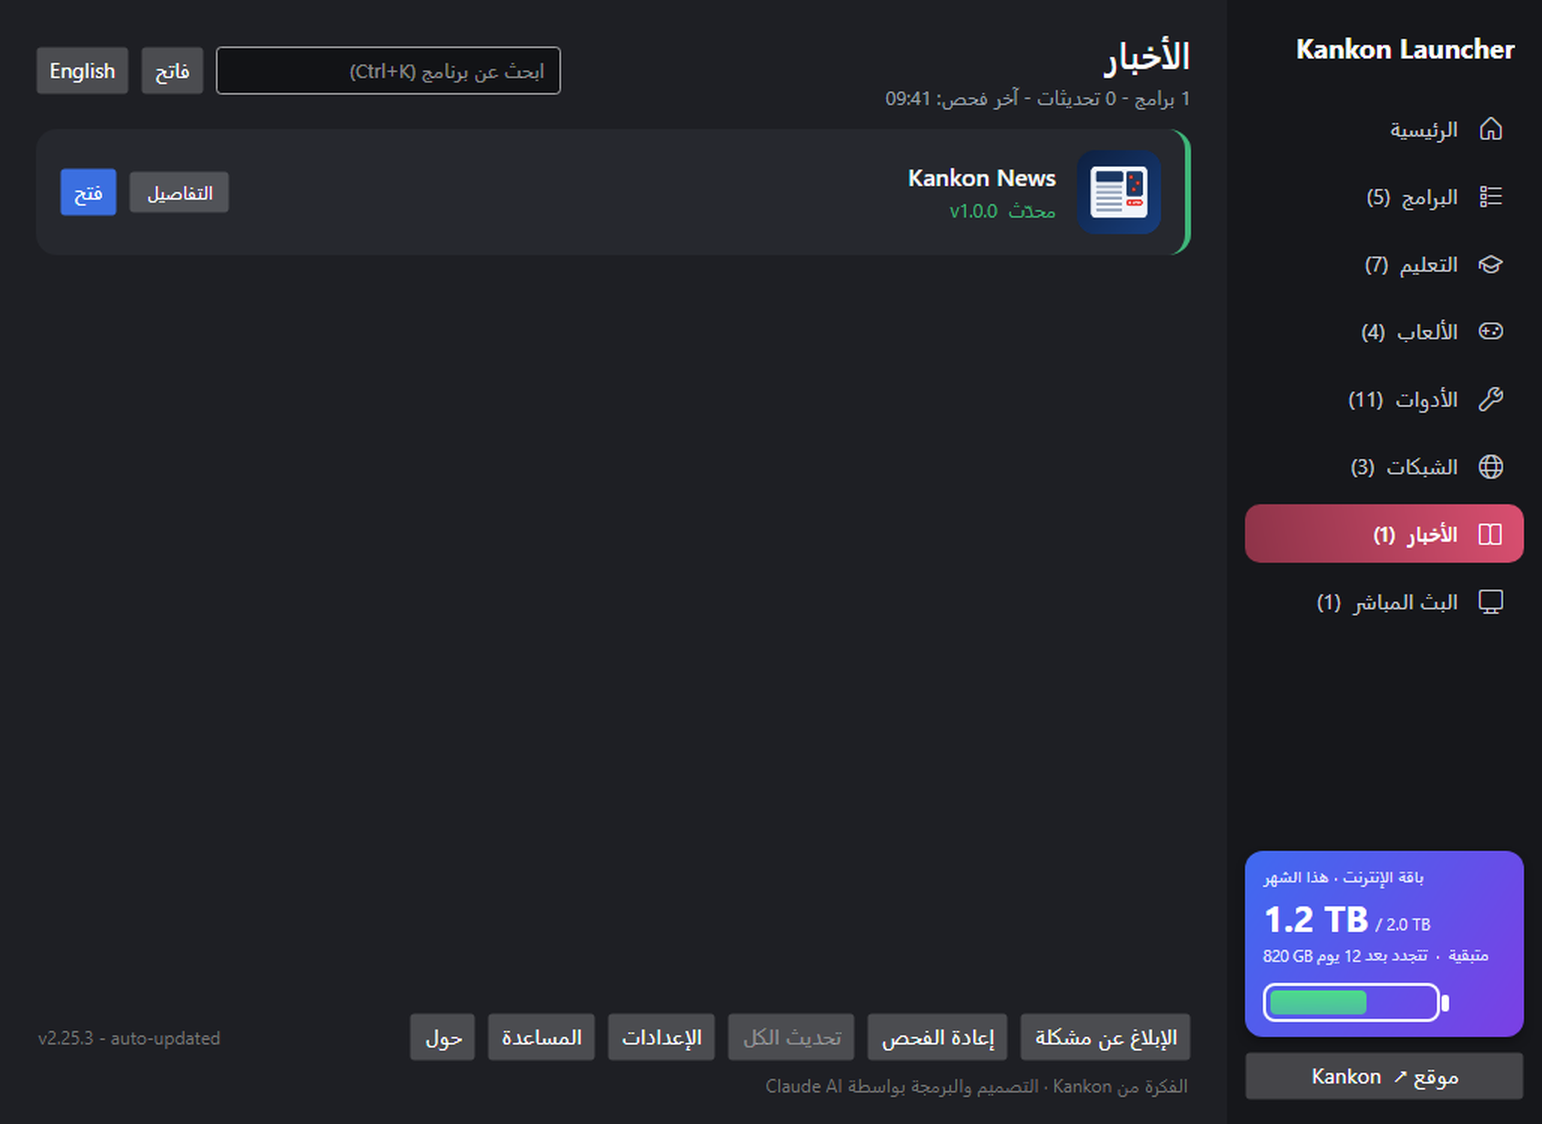 Kankon Launcher
الرئيسية
البرامج (5)
التعليم (7)
الألعاب (4)
الأدوات (11)
الشبكات (3)
الأخبار (1)
البث المباشر (1)
باقة الإنترنت · هذا الشهر
1.2 TB / 2.0 TB
820 GB متبقية · تتجدد بعد 12 يوم
موقع Kankon ↗
الأخبار
1 برامج - 0 تحديثات - آخر فحص: 09:41
ابحث عن برنامج (Ctrl+K)
فاتح
English
Kankon News
محدّث v1.0.0
التفاصيل
فتح
الإبلاغ عن مشكلة
إعادة الفحص
تحديث الكل
الإعدادات
المساعدة
حول
v2.25.3 - auto-updated
الفكرة من Kankon · التصميم والبرمجة بواسطة Claude AI